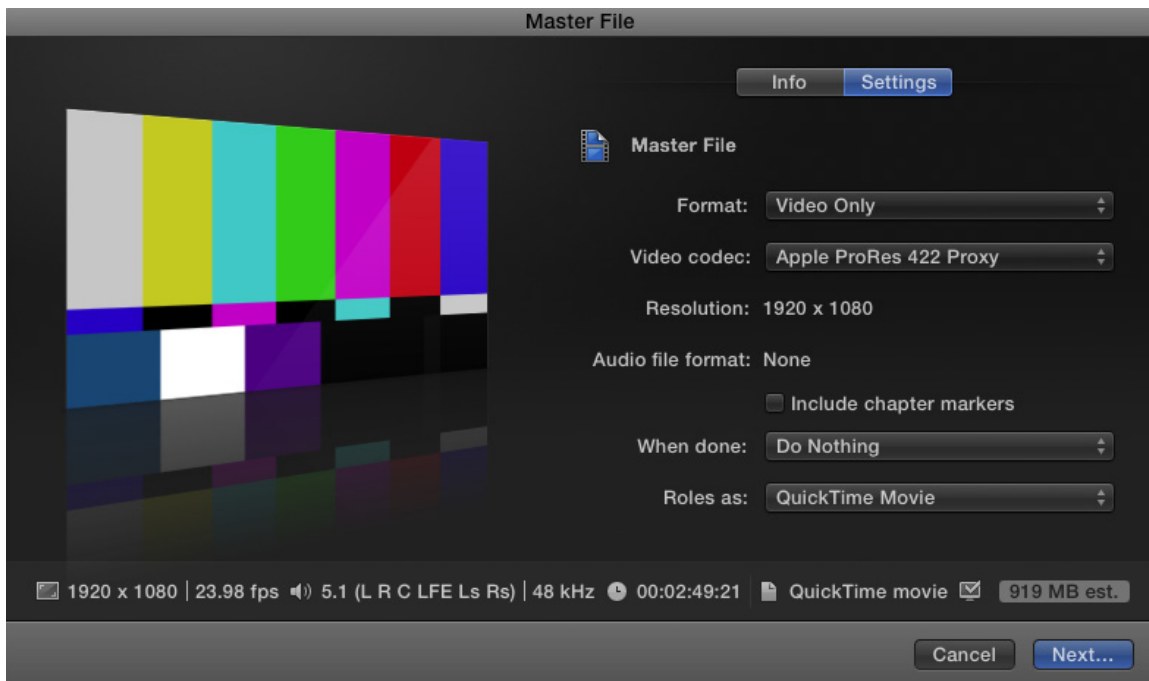 Master File
Info Settings
Master File
Format: Video Only
Video codec: Apple ProRes 422 Proxy
Resolution: 1920 x 1080
Audio file format: None
Include chapter markers
When done: Do Nothing
Roles as: QuickTime Movie
1920 x 1080 | 23.98 fps 5.1 (L R C LFE Ls Rs) | 48 kHz 00:02:49:21 QuickTime movie 919 MB est.
Cancel Next...